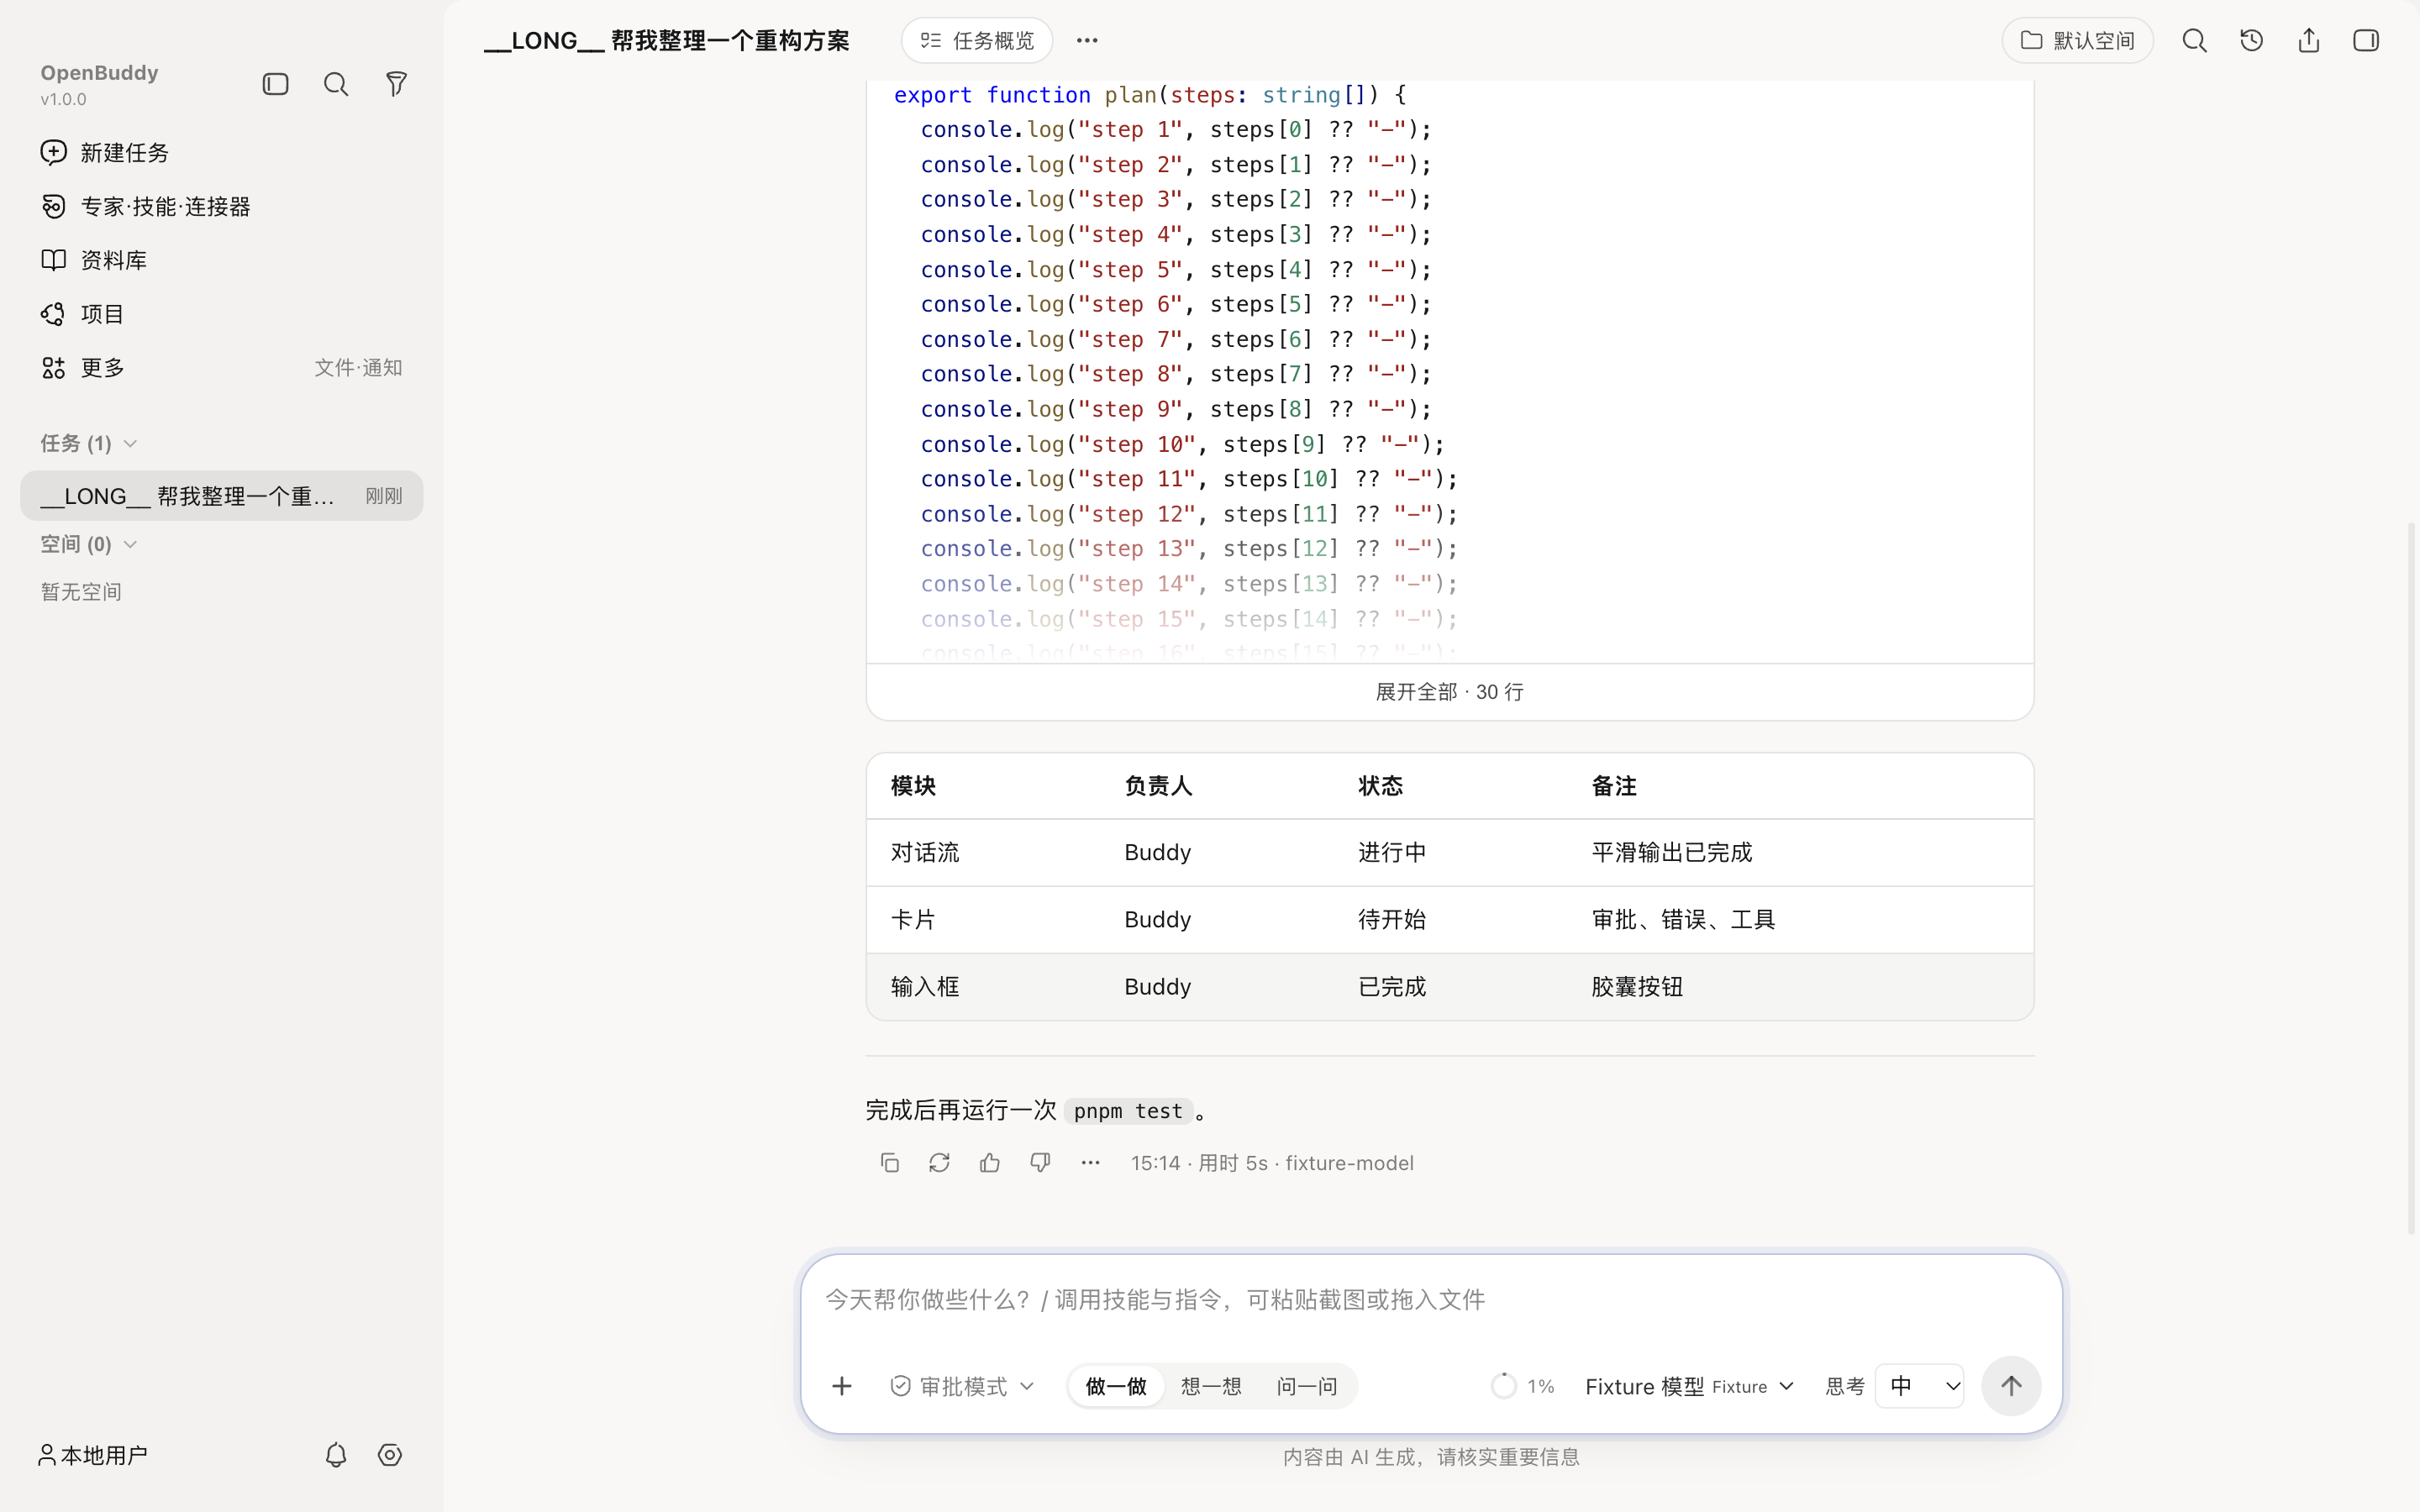 OpenBuddy
v1.0.0
新建任务
专家·技能·连接器
资料库
项目
更多 文件·通知
任务 (1)
__LONG__ 帮我整理一个重… 刚刚
空间 (0)
暂无空间
本地用户
__LONG__ 帮我整理一个重构方案 任务概览 默认空间
export function plan(steps: string[]) {
console.log("step 1", steps[0] ?? "—");
console.log("step 2", steps[1] ?? "—");
console.log("step 3", steps[2] ?? "—");
console.log("step 4", steps[3] ?? "—");
console.log("step 5", steps[4] ?? "—");
console.log("step 6", steps[5] ?? "—");
console.log("step 7", steps[6] ?? "—");
console.log("step 8", steps[7] ?? "—");
console.log("step 9", steps[8] ?? "—");
console.log("step 10", steps[9] ?? "—");
console.log("step 11", steps[10] ?? "—");
console.log("step 12", steps[11] ?? "—");
console.log("step 13", steps[12] ?? "—");
console.log("step 14", steps[13] ?? "—");
console.log("step 15", steps[14] ?? "—");
console.log("step 16", steps[15] ?? "—");
展开全部 · 30 行
模块 负责人 状态 备注
对话流 Buddy 进行中 平滑输出已完成
卡片 Buddy 待开始 审批、错误、工具
输入框 Buddy 已完成 胶囊按钮
完成后再运行一次 pnpm test 。
15:14 · 用时 5s · fixture-model
今天帮你做些什么？/ 调用技能与指令，可粘贴截图或拖入文件
审批模式 做一做 想一想 问一问 1% Fixture 模型 Fixture 思考 中
内容由 AI 生成，请核实重要信息